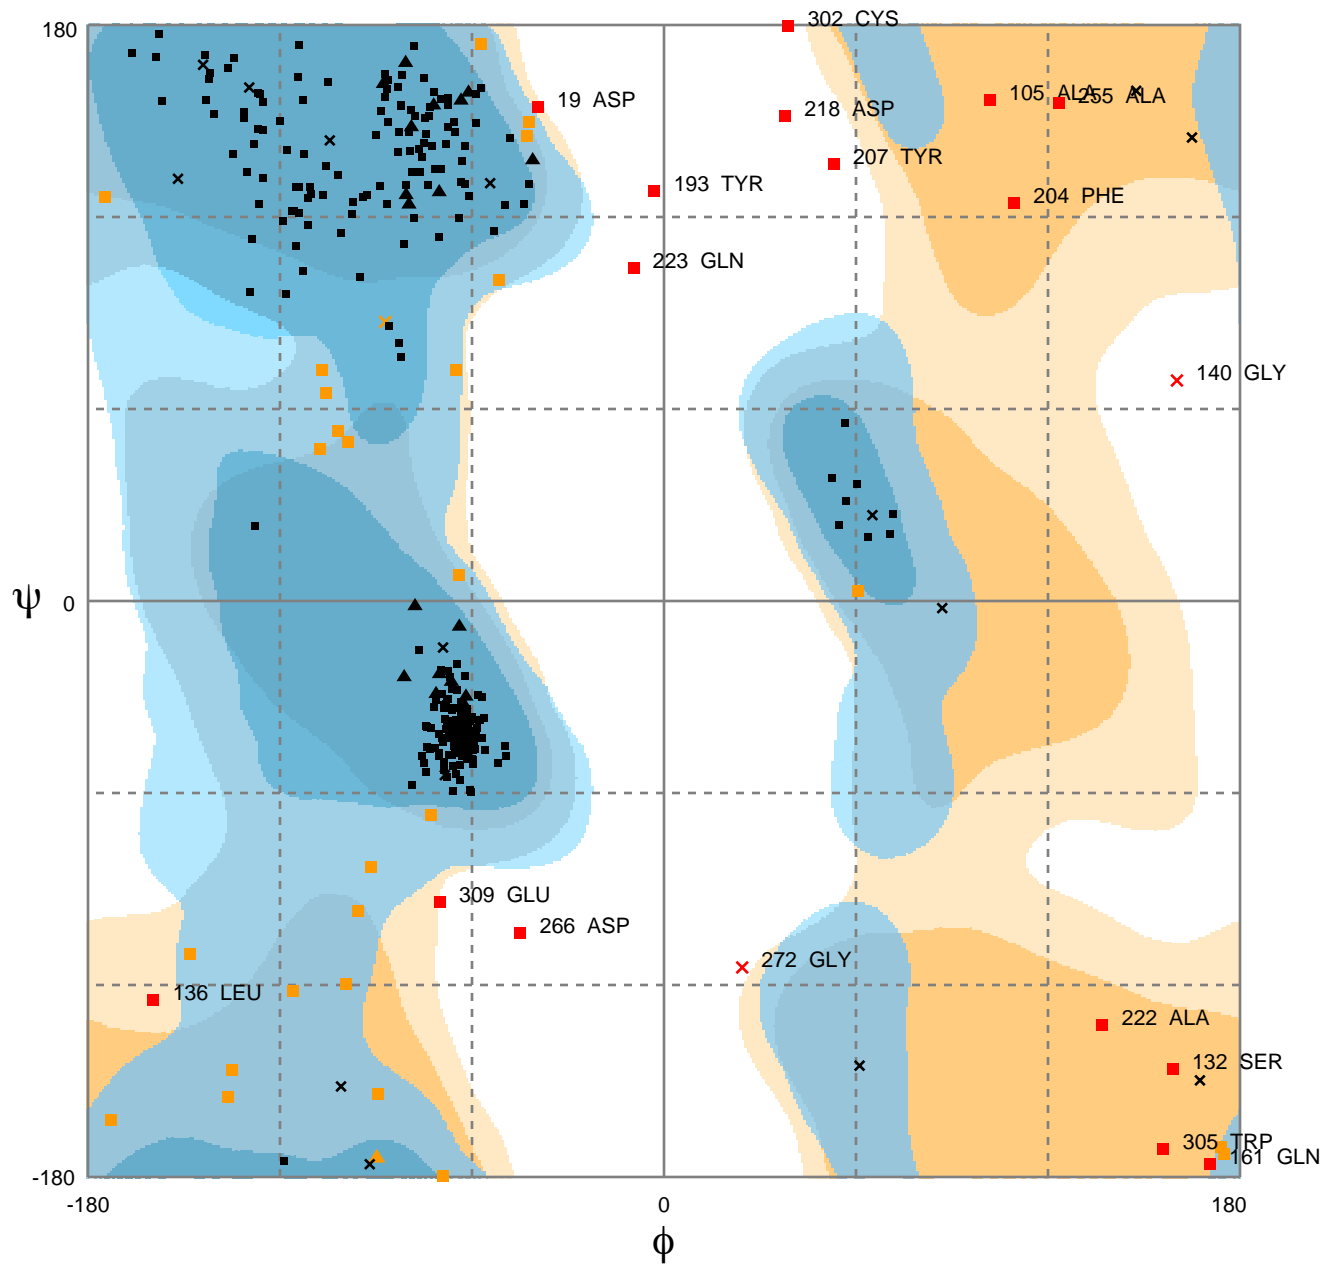 180
302 CYS
19 ASP
105 ALA
255 ALA
218 ASP
207 TYR
193 TYR
204 PHE
223 GLN
140 GLY
ψ
0
309 GLU
266 ASP
272 GLY
136 LEU
222 ALA
132 SER
305 TRP
161 GLN
-180
-180
0
180
ϕ